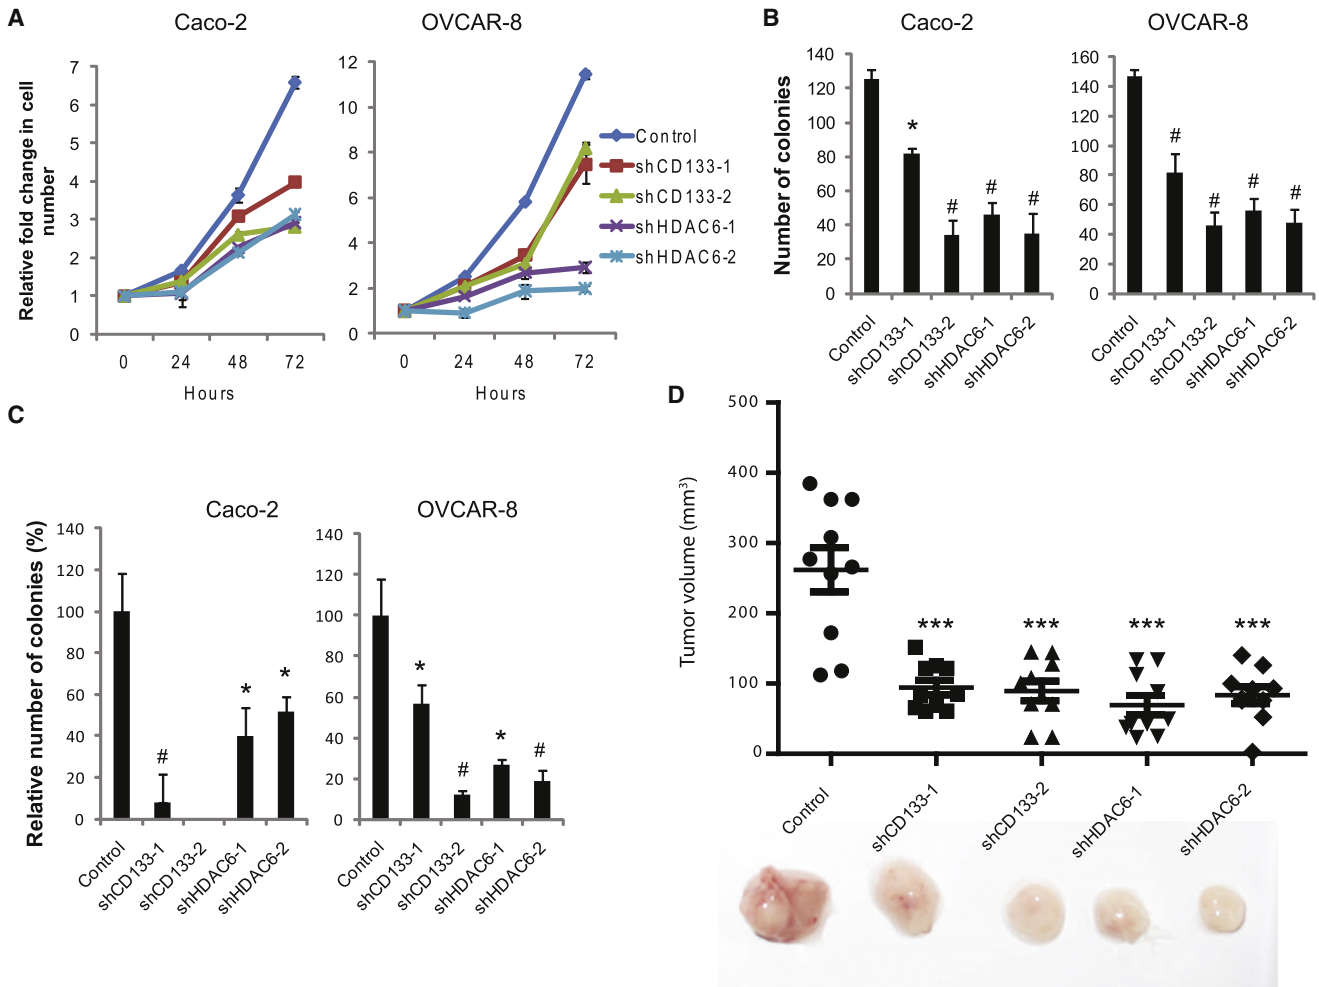 A
Caco-2
OVCAR-8
Relative fold change in cell
number
7
6
5
4
3
2
1
0
0 24 48 72
Hours
12
10
8
6
4
2
0
0 24 48 72
Hours
Control
shCD133-1
shCD133-2
shHDAC6-1
shHDAC6-2
B
Caco-2
OVCAR-8
Number of colonies
140
120
100
80
60
40
20
0
*
#
#
#
Control
shCD133-1
shCD133-2
shHDAC6-1
shHDAC6-2
160
140
120
100
80
60
40
20
0
#
#
#
#
Control
shCD133-1
shCD133-2
shHDAC6-1
shHDAC6-2
C
Caco-2
OVCAR-8
Relative number of colonies (%)
140
120
100
80
60
40
20
0
#
*
*
Control
shCD133-1
shCD133-2
shHDAC6-1
shHDAC6-2
140
120
100
80
60
40
20
0
*
#
*
#
Control
shCD133-1
shCD133-2
shHDAC6-1
shHDAC6-2
D
Tumor volume (mm³)
500
400
300
200
100
0
*** *** *** ***
Control
shCD133-1
shCD133-2
shHDAC6-1
shHDAC6-2